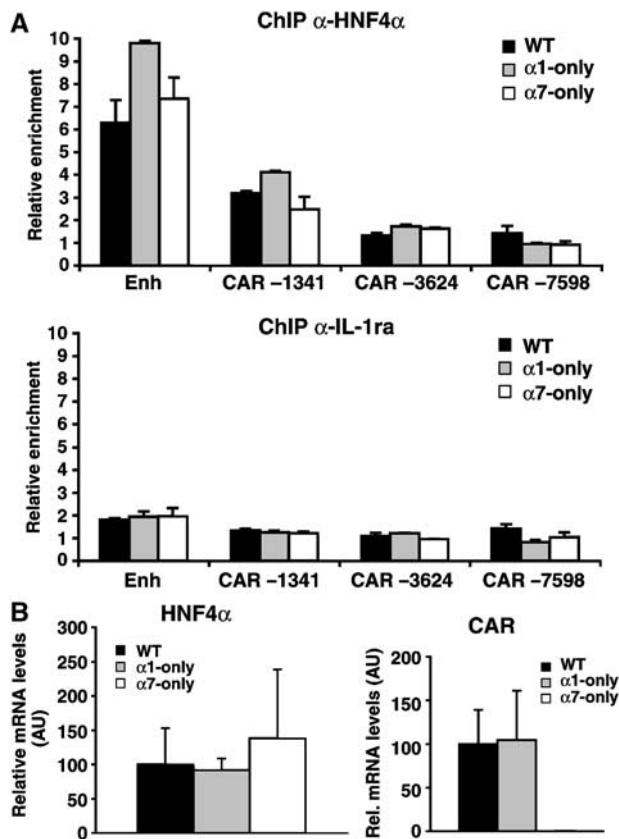 A
ChIP α-HNF4α
Relative enrichment
10
9
8
7
6
5
4
3
2
1
0
WT
α1-only
α7-only
Enh CAR –1341 CAR –3624 CAR –7598
ChIP α-IL-1ra
Relative enrichment
10
9
8
7
6
5
4
3
2
1
0
WT
α1-only
α7-only
Enh CAR –1341 CAR –3624 CAR –7598
B
HNF4α
Relative mRNA levels
(AU)
300
250
200
150
100
50
0
WT
α1-only
α7-only
CAR
Rel. mRNA levels (AU)
200
150
100
50
0
WT
α1-only
α7-only